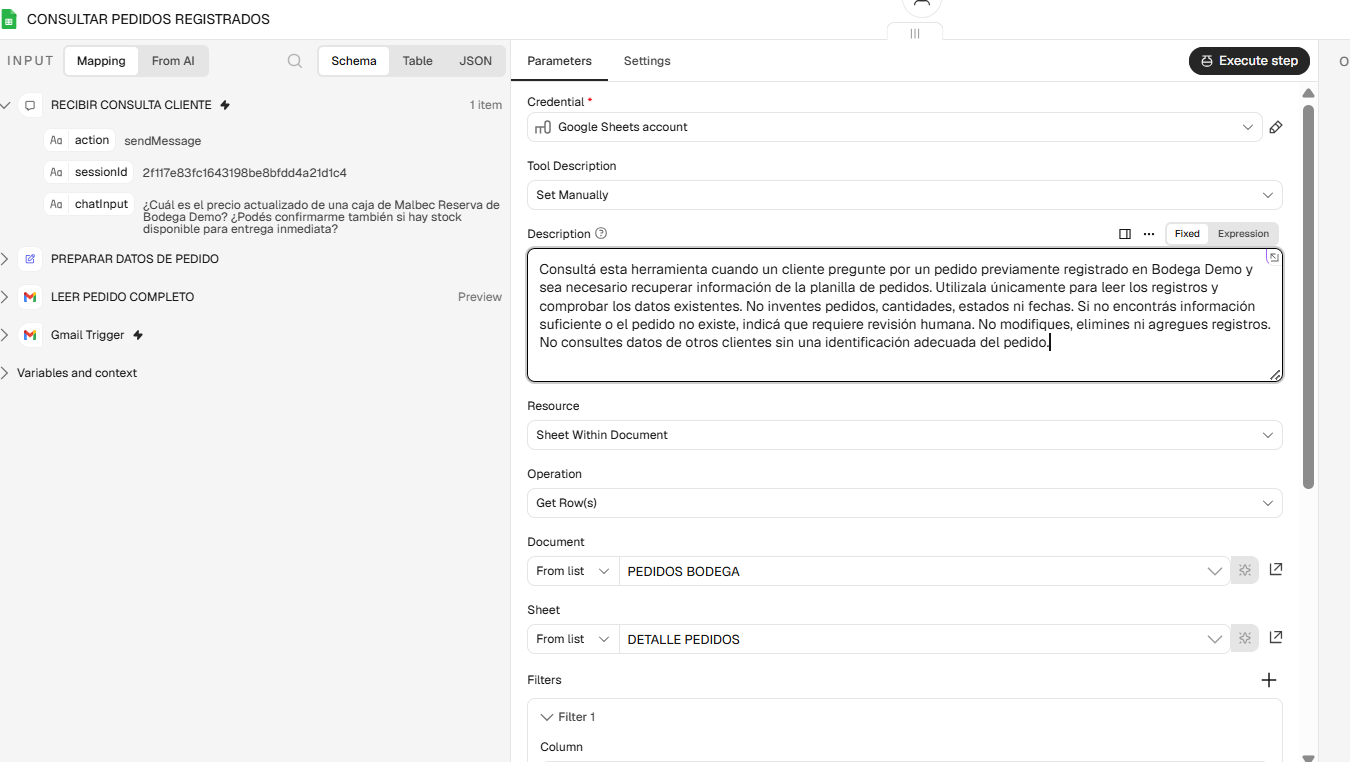 CONSULTAR PEDIDOS REGISTRADOS
INPUT Mapping From AI Schema Table JSON
RECIBIR CONSULTA CLIENTE 1 item
Aa action sendMessage
Aa sessionId 2f117e83fc1643198be8bfdd4a21d1c4
Aa chatInput ¿Cuál es el precio actualizado de una caja de Malbec Reserva de
Bodega Demo? ¿Podés confirmarme también si hay stock
disponible para entrega inmediata?
PREPARAR DATOS DE PEDIDO
LEER PEDIDO COMPLETO Preview
Gmail Trigger
Variables and context
Parameters Settings Execute step O
Credential *
Google Sheets account
Tool Description
Set Manually
Description Fixed Expression
Consultá esta herramienta cuando un cliente pregunte por un pedido previamente registrado en Bodega Demo y
sea necesario recuperar información de la planilla de pedidos. Utilizala únicamente para leer los registros y
comprobar los datos existentes. No inventes pedidos, cantidades, estados ni fechas. Si no encontrás información
suficiente o el pedido no existe, indicá que requiere revisión humana. No modifiques, elimines ni agregues registros.
No consultes datos de otros clientes sin una identificación adecuada del pedido.
Resource
Sheet Within Document
Operation
Get Row(s)
Document
From list PEDIDOS BODEGA
Sheet
From list DETALLE PEDIDOS
Filters
Filter 1
Column